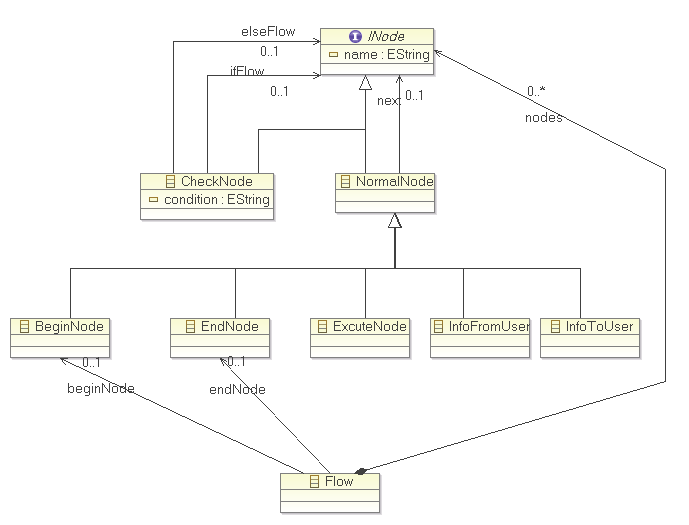 elseFlow
0..1
I INode
name : EString
ifFlow
0..1
next
0..1
0..*
nodes
CheckNode
condition : EString
NormalNode
BeginNode
EndNode
ExcuteNode
InfoFromUser
InfoToUser
0..1
0..1
beginNode
endNode
Flow